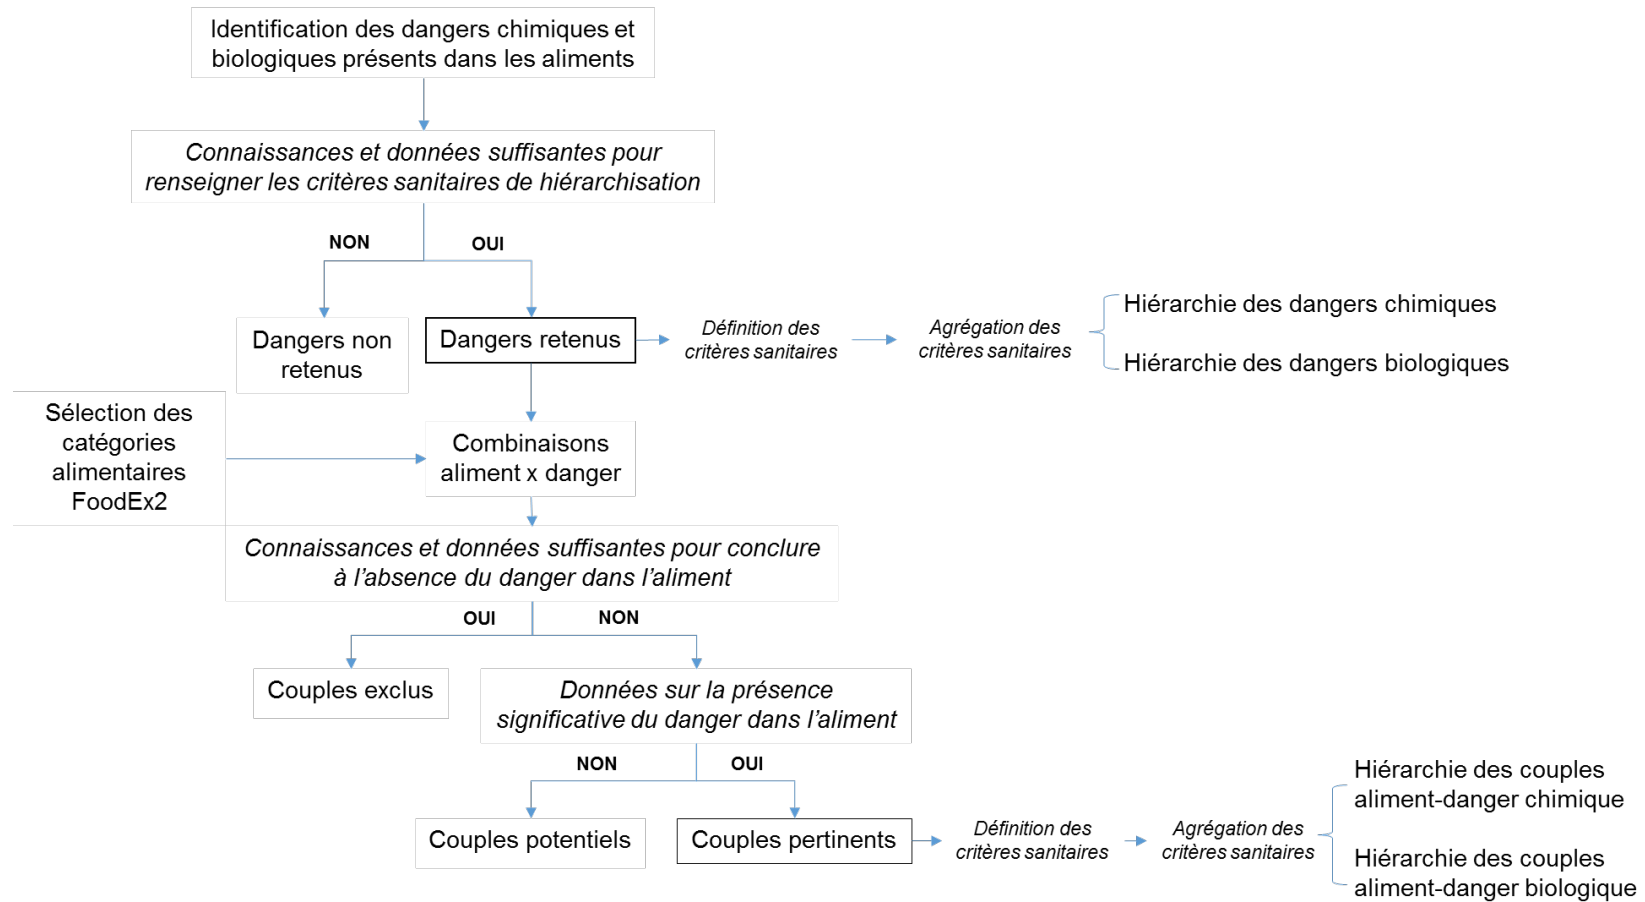 Identification des dangers chimiques et
biologiques présents dans les aliments
Connaissances et données suffisantes pour
renseigner les critères sanitaires de hiérarchisation
NON
OUI
Dangers non
retenus
Dangers retenus
Définition des
critères sanitaires
Agrégation des
critères sanitaires
Hiérarchie des dangers chimiques
Hiérarchie des dangers biologiques
Sélection des
catégories
alimentaires
FoodEx2
Combinaisons
aliment x danger
Connaissances et données suffisantes pour conclure
à l’absence du danger dans l’aliment
OUI
NON
Couples exclus
Données sur la présence
significative du danger dans l’aliment
NON
OUI
Couples potentiels
Couples pertinents
Définition des
critères sanitaires
Agrégation des
critères sanitaires
Hiérarchie des couples
aliment-danger chimique
Hiérarchie des couples
aliment-danger biologique